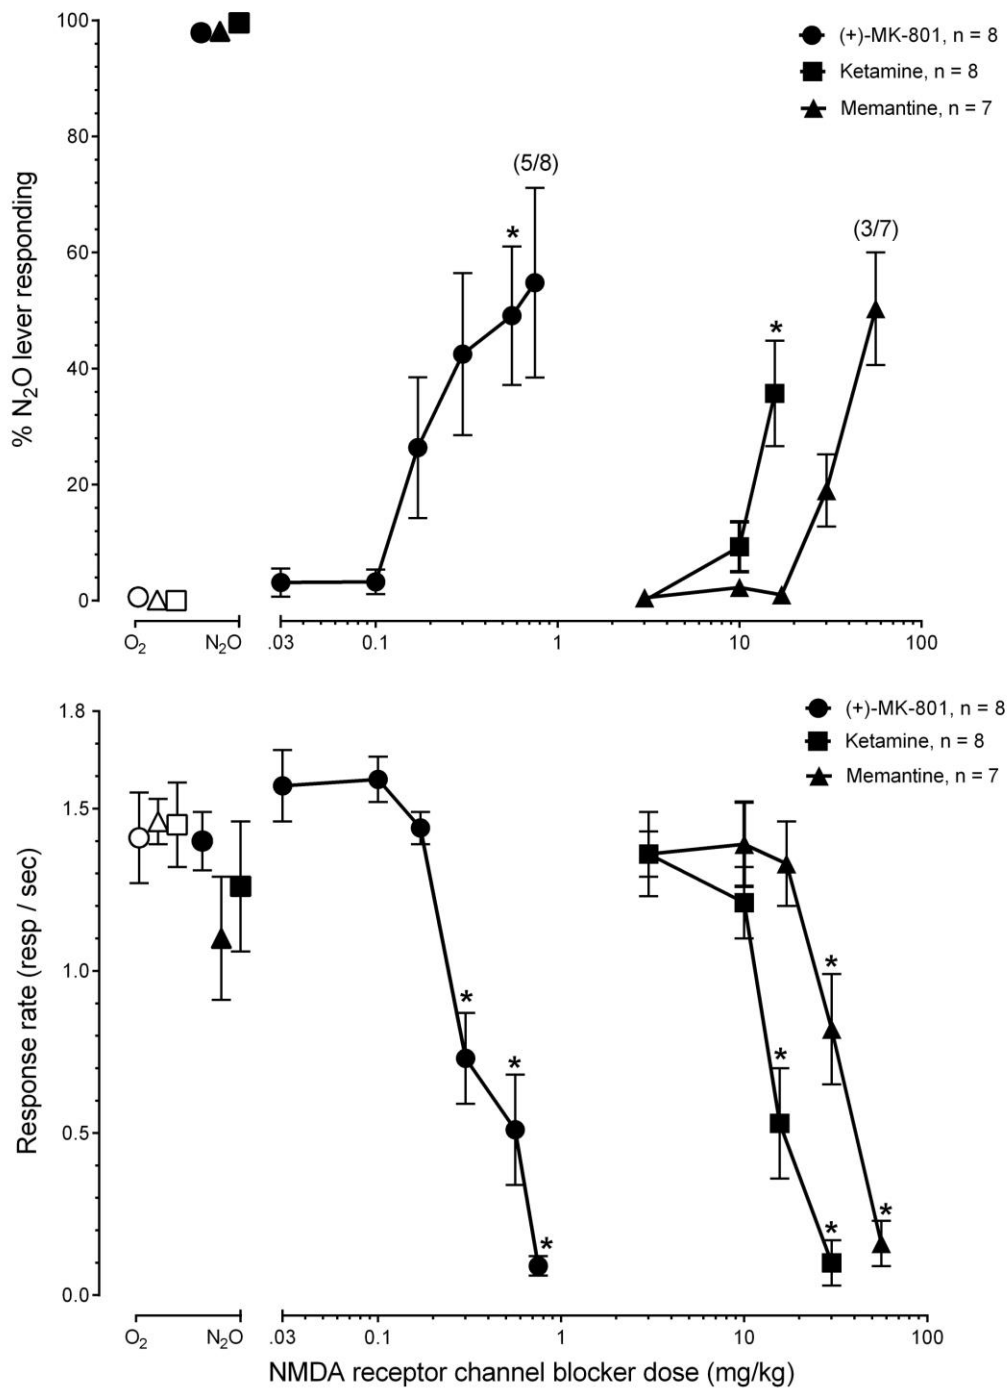 100
80
60
40
20
0
% N₂O lever responding
(+)-MK-801, n = 8
Ketamine, n = 8
Memantine, n = 7
(5/8)
*
*
(3/7)
O₂
N₂O
.03
0.1
1
10
100
1.8
1.5
1.0
0.5
0.0
Response rate (resp / sec)
(+)-MK-801, n = 8
Ketamine, n = 8
Memantine, n = 7
*
*
*
*
*
*
*
O₂
N₂O
.03
0.1
1
10
100
NMDA receptor channel blocker dose (mg/kg)